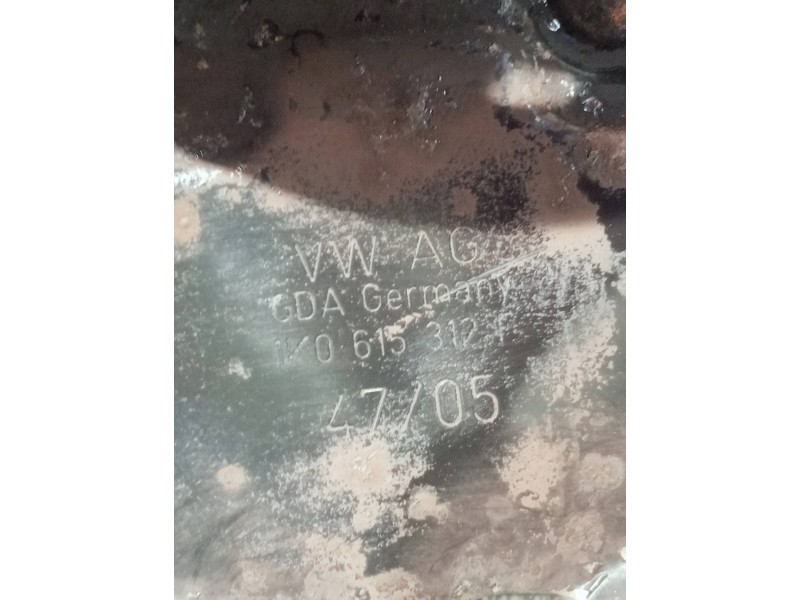 VW AG
GDA Germany
1K0 615 312
47/05